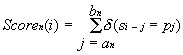 bₙ
Scoreₙ(i) = ∑δ(sᵢ₋ⱼ = pⱼ)
j = aₙ